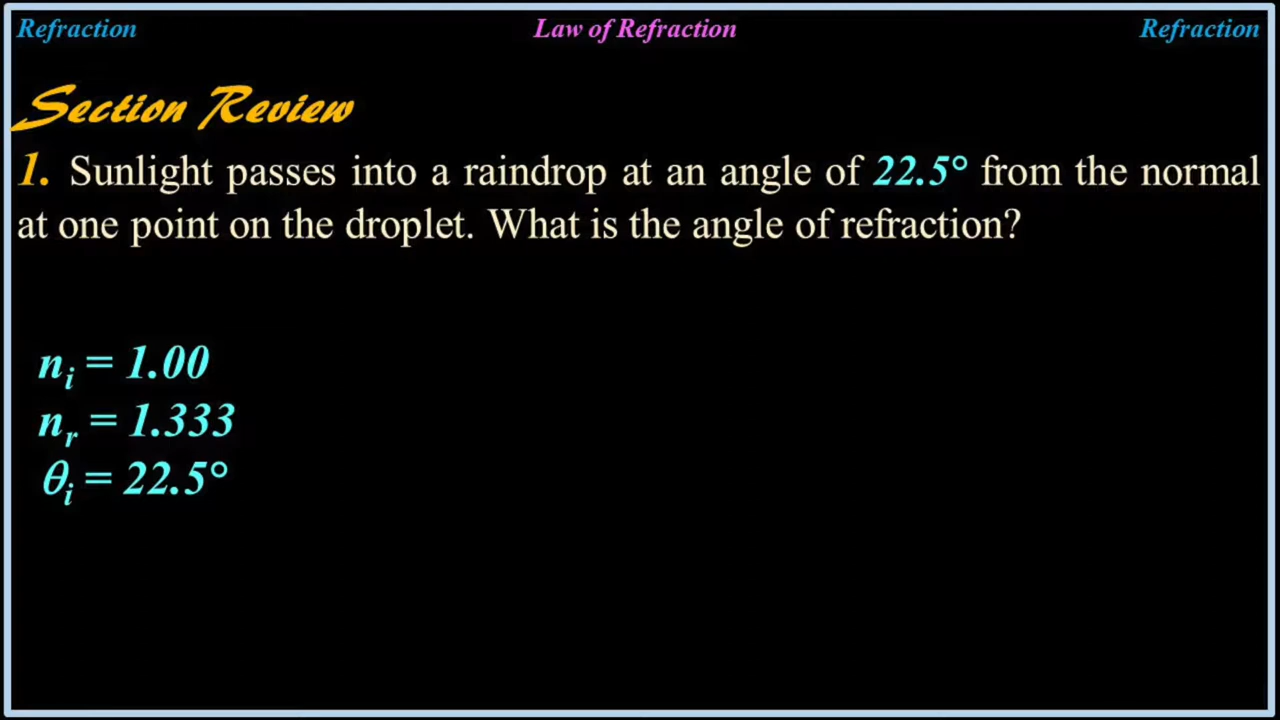 Refraction Law of Refraction Refraction
Section Review
1. Sunlight passes into a raindrop at an angle of 22.5° from the normal
at one point on the droplet. What is the angle of refraction?
nᵢ = 1.00
nᵣ = 1.333
θᵢ = 22.5°